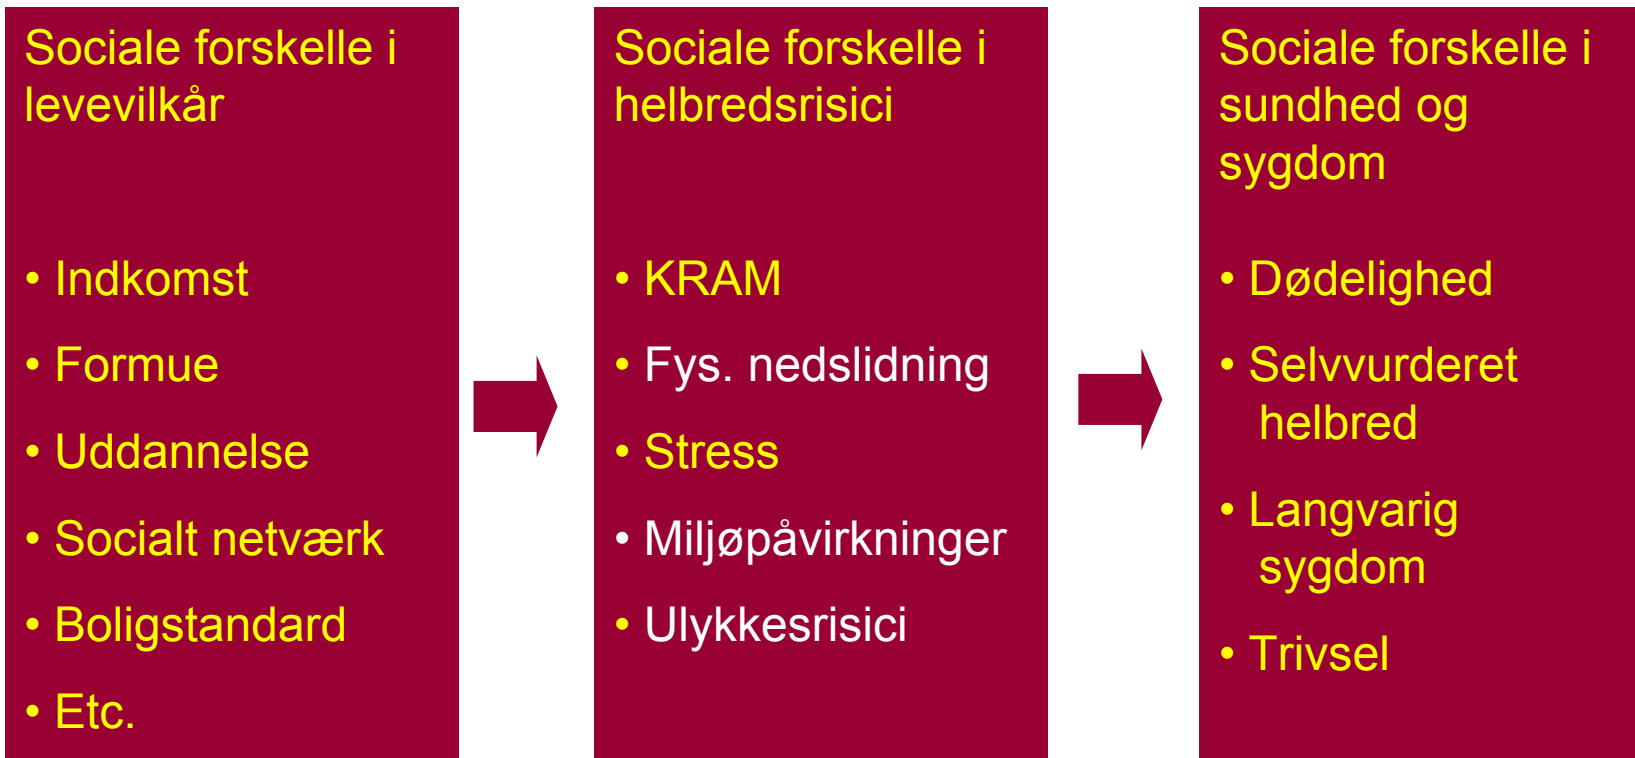 Sociale forskelle i
levevilkår
• Indkomst
• Formue
• Uddannelse
• Socialt netværk
• Boligstandard
• Etc.
Sociale forskelle i
helbredsrisici
• KRAM
• Fys. nedslidning
• Stress
• Miljøpåvirkninger
• Ulykkesrisici
Sociale forskelle i
sundhed og
sygdom
• Dødelighed
• Selvvurderet
helbred
• Langvarig
sygdom
• Trivsel